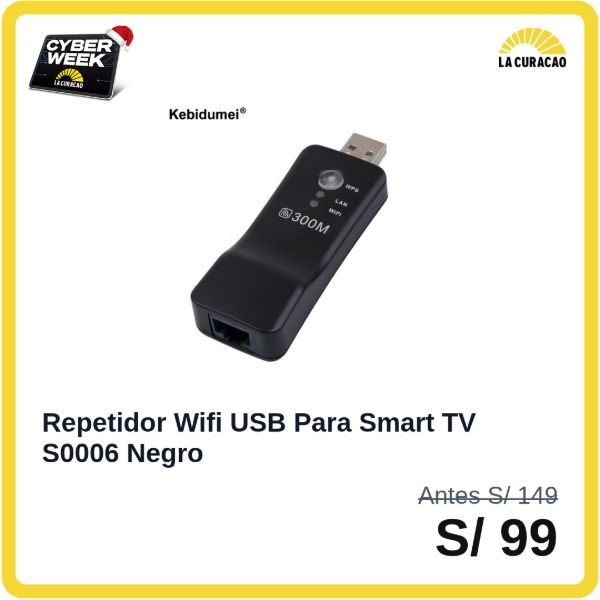 CYBER
WEEK
LA CURACAO
LA CURACAO
Kebidumei®
WPS
LAN
WiFi
300M
Repetidor Wifi USB Para Smart TV
S0006 Negro
Antes S/ 149
S/ 99